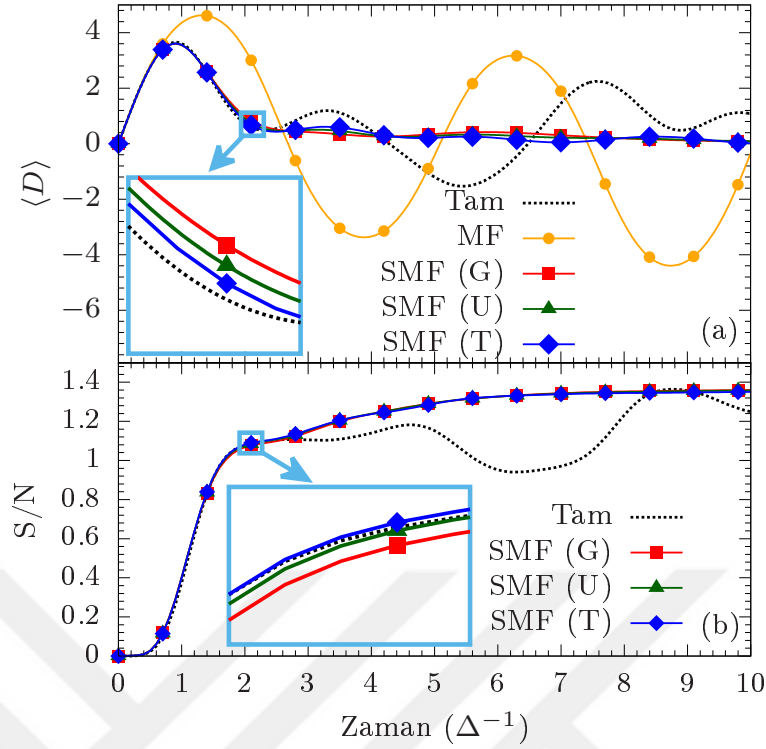 4
2
0
−2
−4
−6
⟨D⟩
Tam
MF
SMF (G)
SMF (U)
SMF (T)
(a)
1.4
1.2
1
0.8
0.6
0.4
0.2
0
S/N
Tam
SMF (G)
SMF (U)
SMF (T)
(b)
0 1 2 3 4 5 6 7 8 9 10
Zaman (Δ⁻¹)